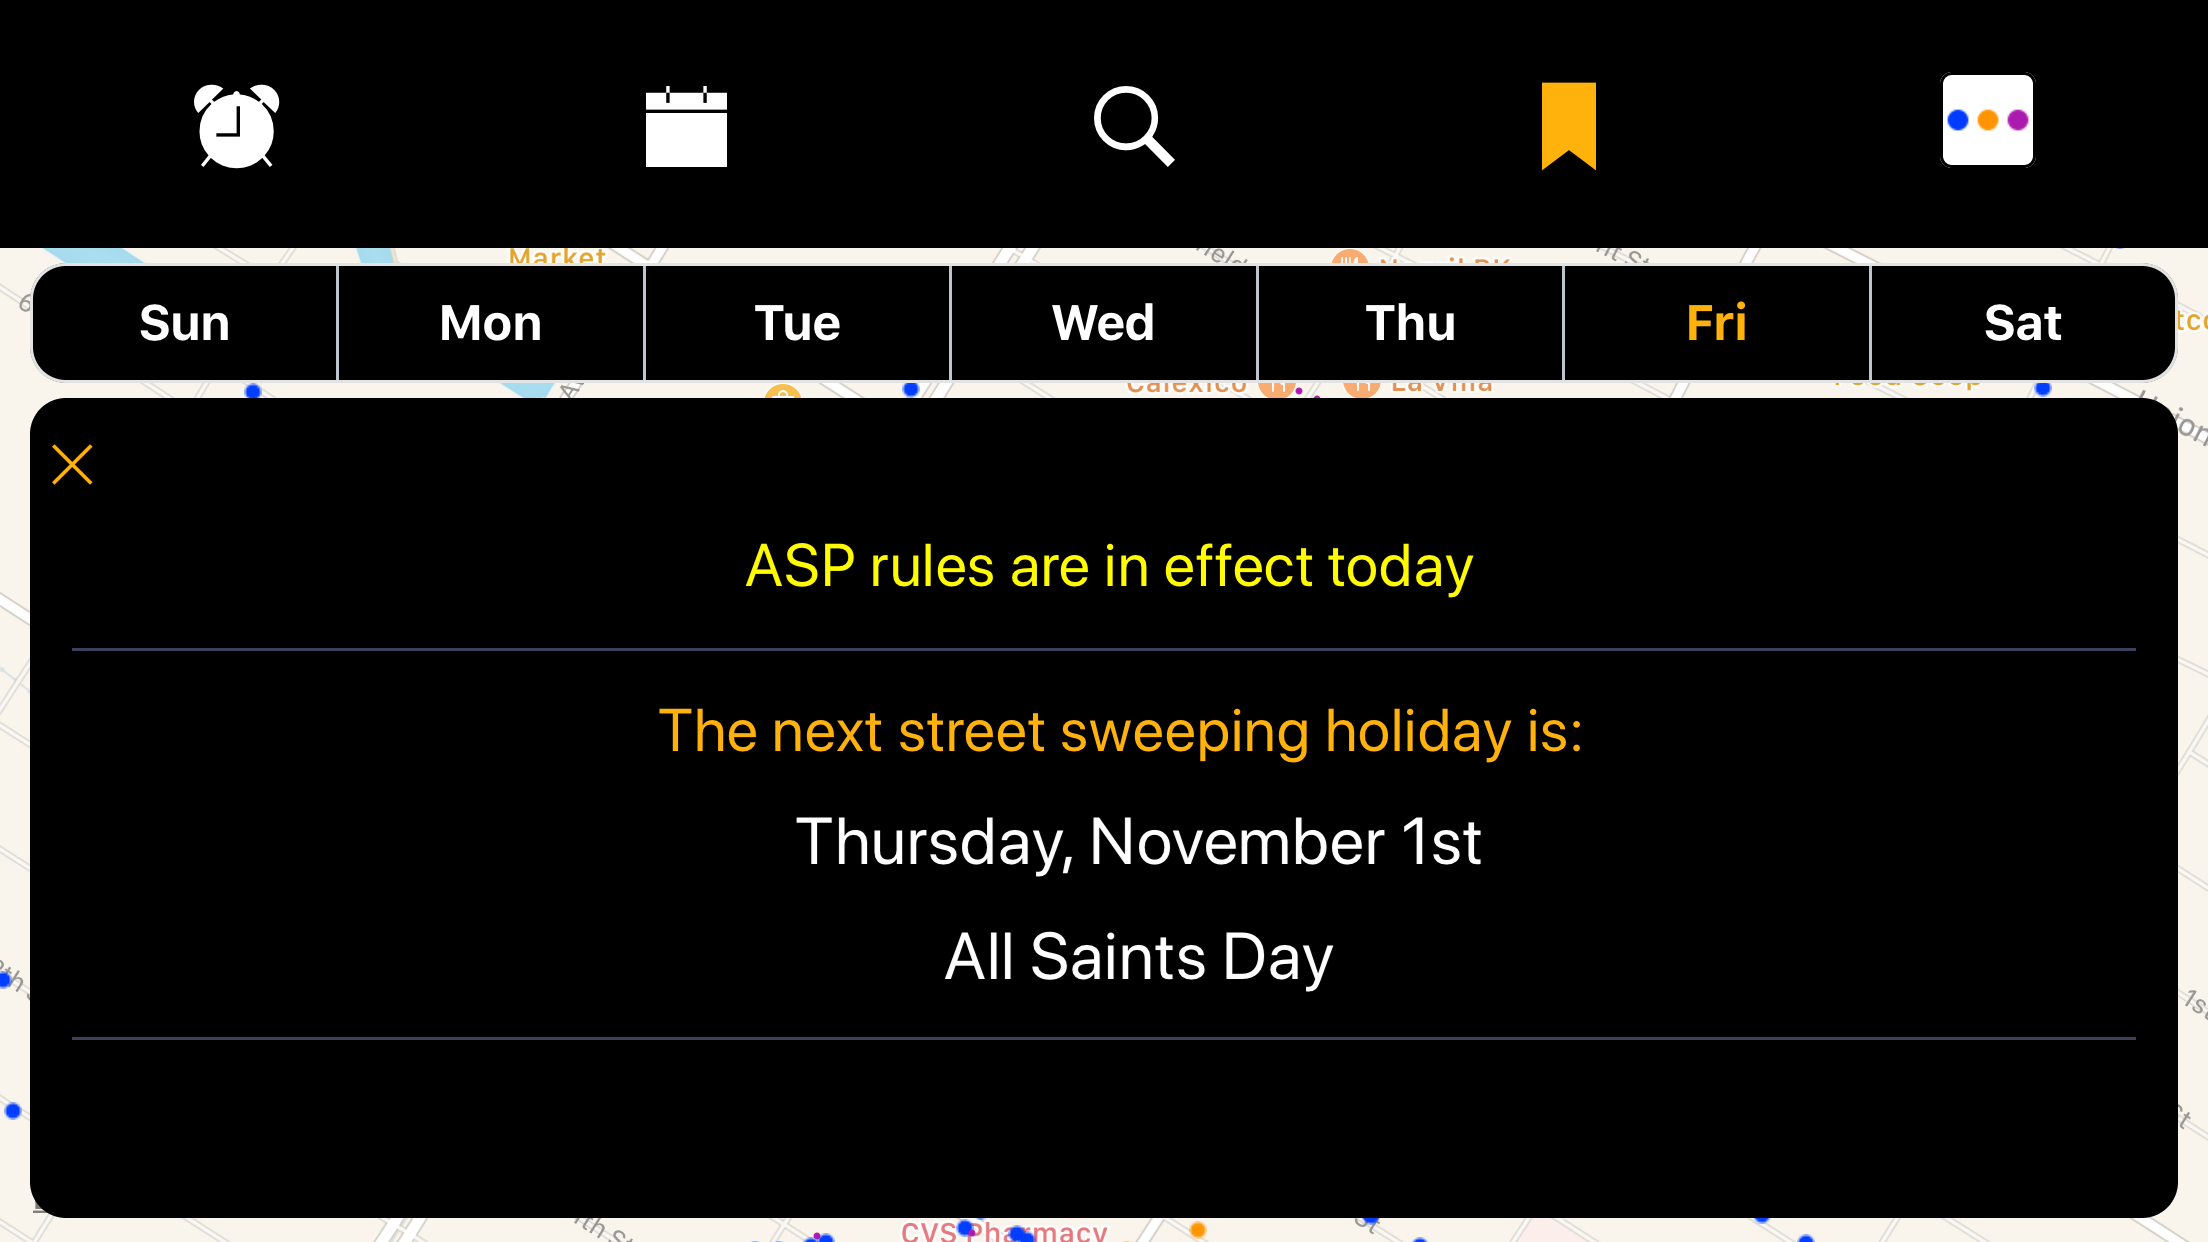 Market
Sun Mon Tue Wed Thu Fri Sat
Calexico La Villa
ASP rules are in effect today
The next street sweeping holiday is:
Thursday, November 1st
All Saints Day
CVS Pharmacy